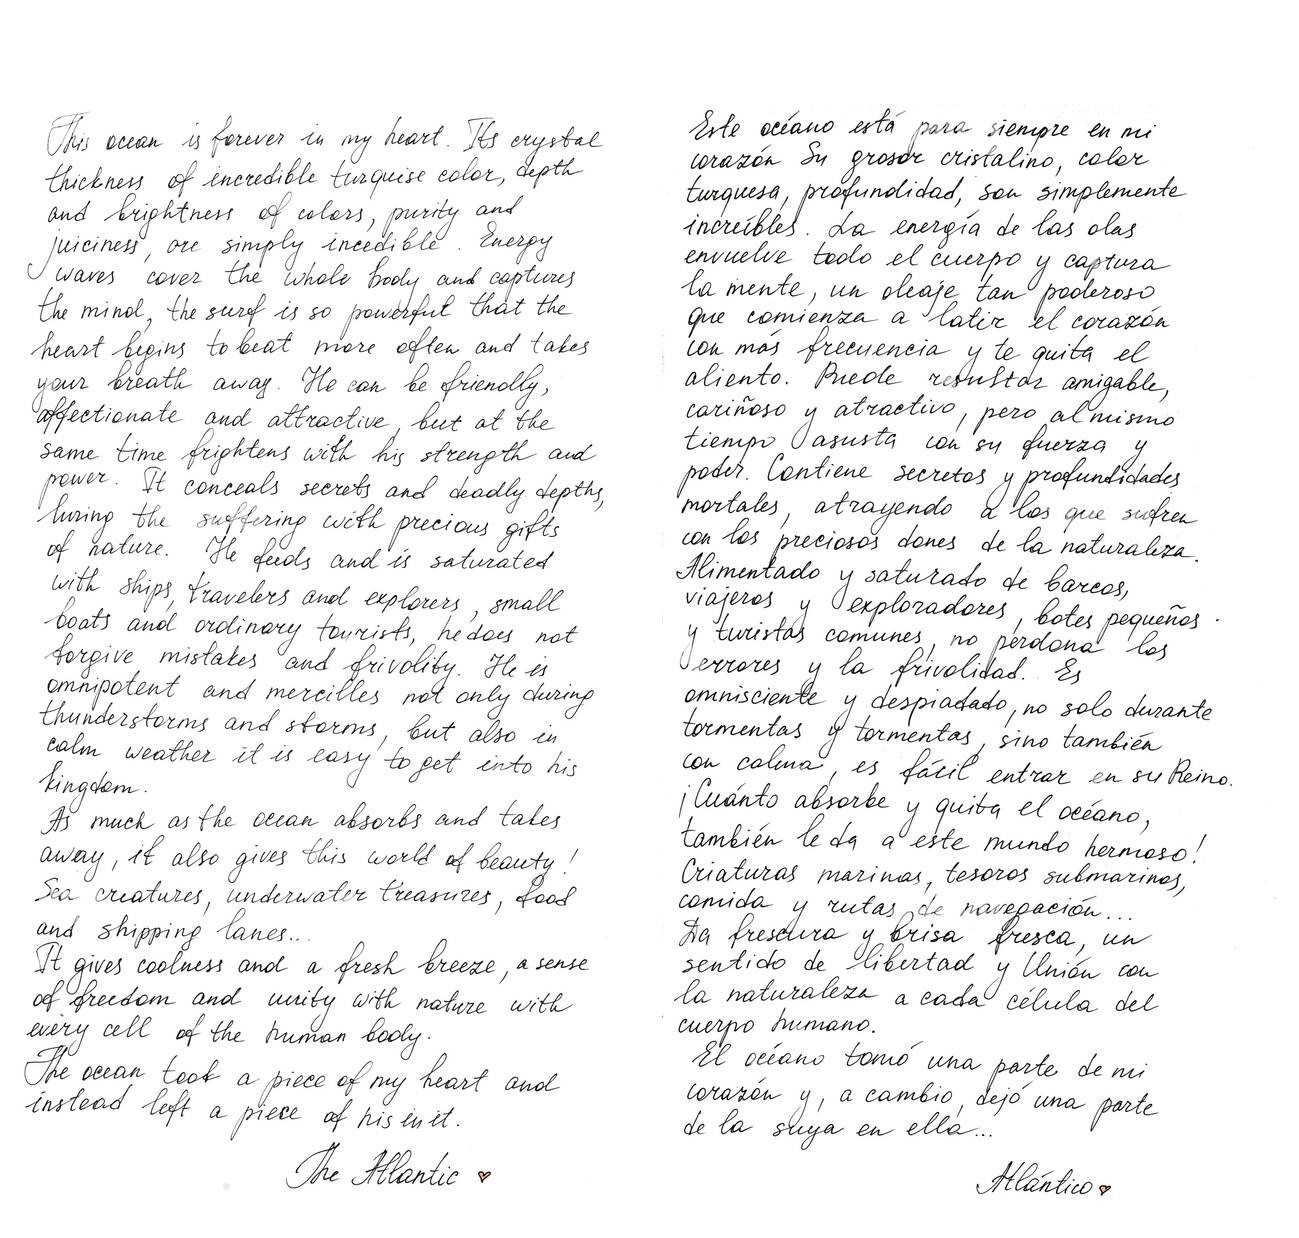 This ocean is forever in my heart. Its crystal
thickness of incredible turquise color, depth
and brightness of colors, purity and
juiciness, are simply incedible. Energy
waves cover the whole body and captures
the mind, the surf is so powerful that the
heart begins to beat more often and takes
your breath away. He can be friendly,
affectionate and attractive, but at the
same time frightens with his strength and
power. It conceals secrets and deadly depths,
luring the suffering with precious gifts
of nature. He feeds and is saturated
with ships, travelers and explorers, small
boats and ordinary tourists, he does not
forgive mistakes and frivolity. He is
omnipotent and mercilles not only during
thunderstorms and storms, but also in
calm weather it is easy to get into his
kingdom.
As much as the ocean absorbs and takes
away, it also gives this world of beauty!
Sea creatures, underwater treasures, food
and shipping lanes...
It gives coolness and a fresh breeze, a sense
of freedom and unity with nature with
every cell of the human body.
The ocean took a piece of my heart and
instead left a piece of his in it.
The Atlantic
Este océano está para siempre en mi
corazón Su grosor cristalino, color
turquesa, profundidad, son simplemente
increíbles. La energía de las olas
envuelve todo el cuerpo y captura
la mente, un oleaje tan poderoso
que comienza a latir el corazón
con más frecuencia y te quita el
aliento. Puede resultar amigable,
cariñoso y atractivo, pero al mismo
tiempo asusta con su fuerza y
poder. Contiene secretos y profundidades
mortales, atrayendo a los que sufren
con los preciosos dones de la naturaleza.
Alimentado y saturado de barcos,
viajeros y exploradores, botes pequeños.
y turistas comunes, no perdona los
errores y la frivolidad. Es
omnisciente y despiadado, no solo durante
tormentas y tormentas, sino también
con calma, es fácil entrar en su Reino.
¡Cuánto absorbe y quita el océano,
también le da a este mundo hermoso!
Criaturas marinas, tesoros submarinos,
comida y rutas de navegación...
Da frescura y brisa fresca, un
sentido de libertad y Unión con
la naturaleza a cada célula del
cuerpo humano.
El océano tomó una parte de mi
corazón y, a cambio, dejó una parte
de la suya en ella...
Atlántico